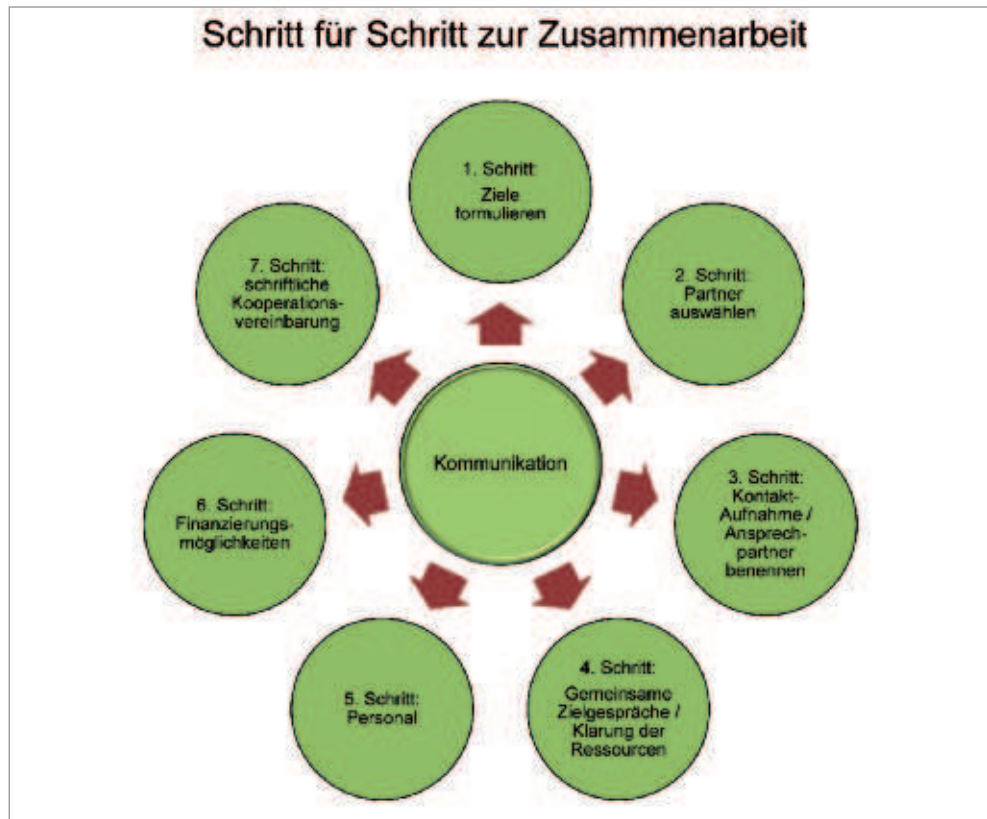 Schritt für Schritt zur Zusammenarbeit
1. Schritt:
Ziele
formulieren
2. Schritt:
Partner
auswählen
3. Schritt:
Kontakt-
Aufnahme /
Ansprech-
partner
benennen
4. Schritt:
Gemeinsame
Zielgespräche /
Klärung der
Ressourcen
5. Schritt:
Personal
6. Schritt:
Finanzierungs-
möglichkeiten
7. Schritt:
schriftliche
Kooperations-
vereinbarung
Kommunikation